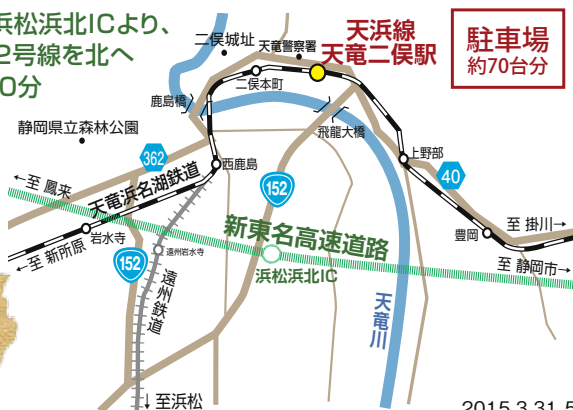 浜松浜北ICより、
2号線を北へ
0分
二俣城址
天竜警察署
天浜線
天竜二俣駅
駐車場
約70台分
二俣本町
鹿島橋
飛龍大橋
静岡県立森林公園
362
西鹿島
上野部
40
←至 鳳来
天竜浜名湖鉄道
152
新東名高速道路
豊岡
至 掛川→
岩水寺
遠州岩水寺
←至 新所原
152
浜松浜北IC
至 静岡市→
遠州鉄道
天竜川
↓至浜松
2015.3.31.5